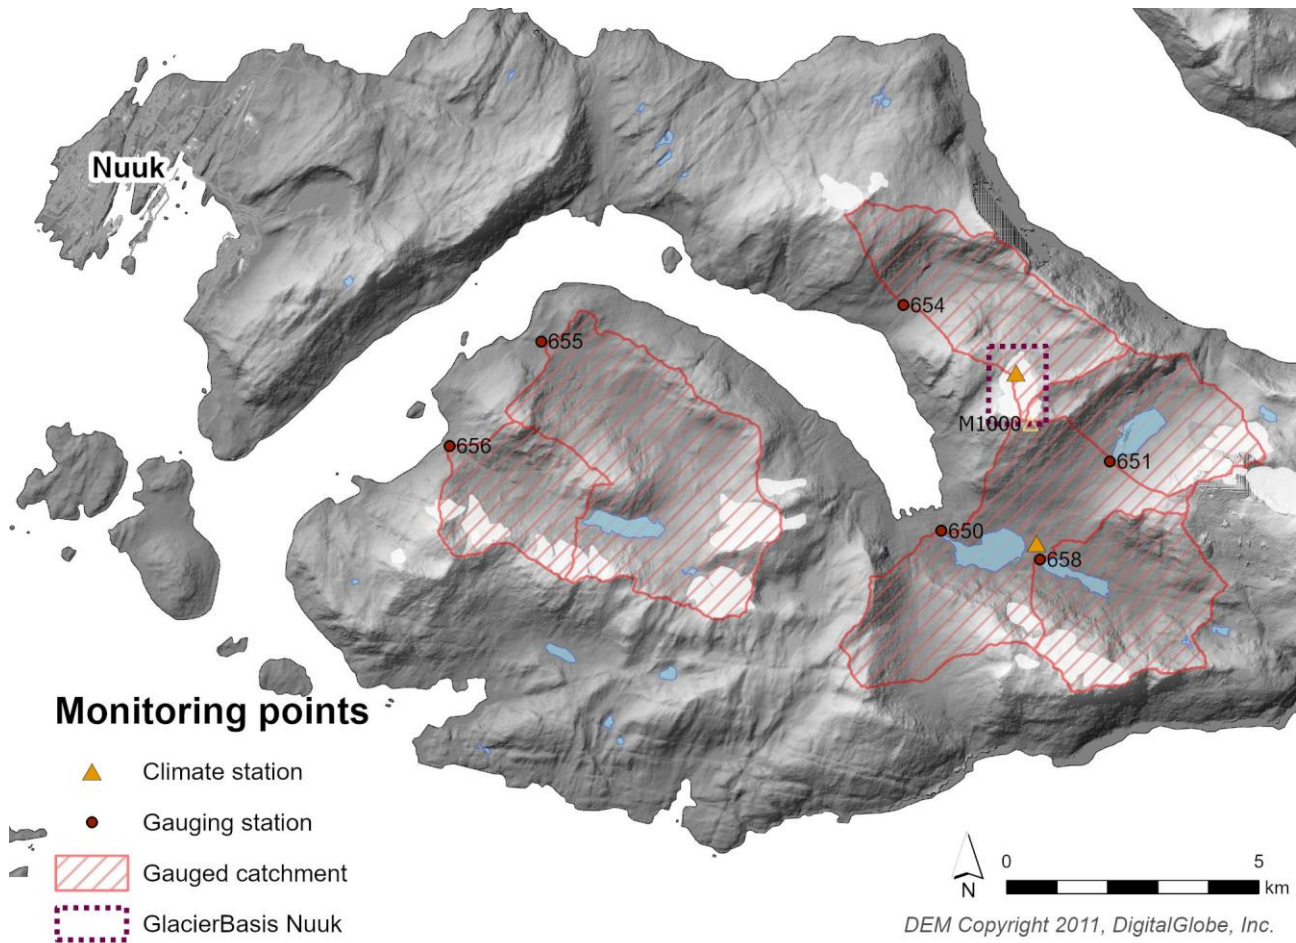 Nuuk
654
655
M1000
656
651
650
658
Monitoring points
Climate station
Gauging station
Gauged catchment
GlacierBasis Nuuk
N
0 5
km
DEM Copyright 2011, DigitalGlobe, Inc.